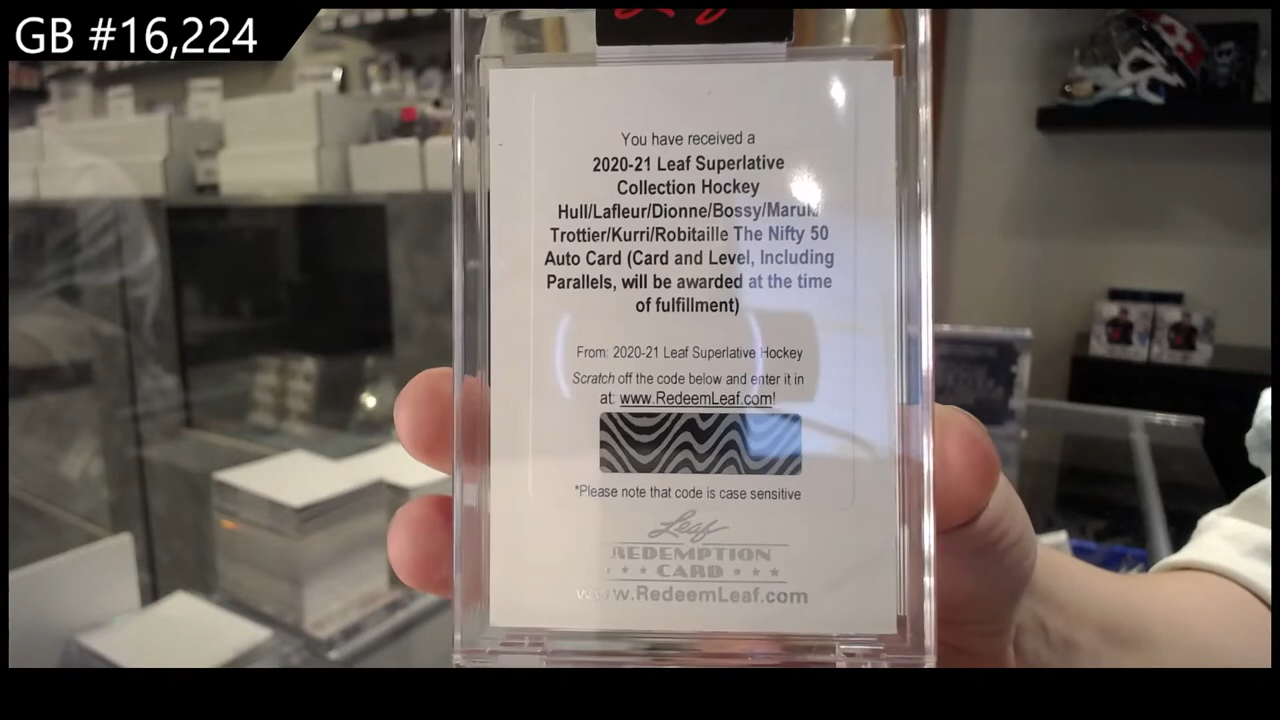 GB #16,224
You have received a
2020-21 Leaf Superlative
Collection Hockey
Hull/Lafleur/Dionne/Bossy/Maruk/
Trottier/Kurri/Robitaille The Nifty 50
Auto Card (Card and Level, Including
Parallels, will be awarded at the time
of fulfillment)
From: 2020-21 Leaf Superlative Hockey
Scratch off the code below and enter it in
at: www.RedeemLeaf.com!
*Please note that code is case sensitive
Leaf
REDEMPTION
CARD
www.RedeemLeaf.com